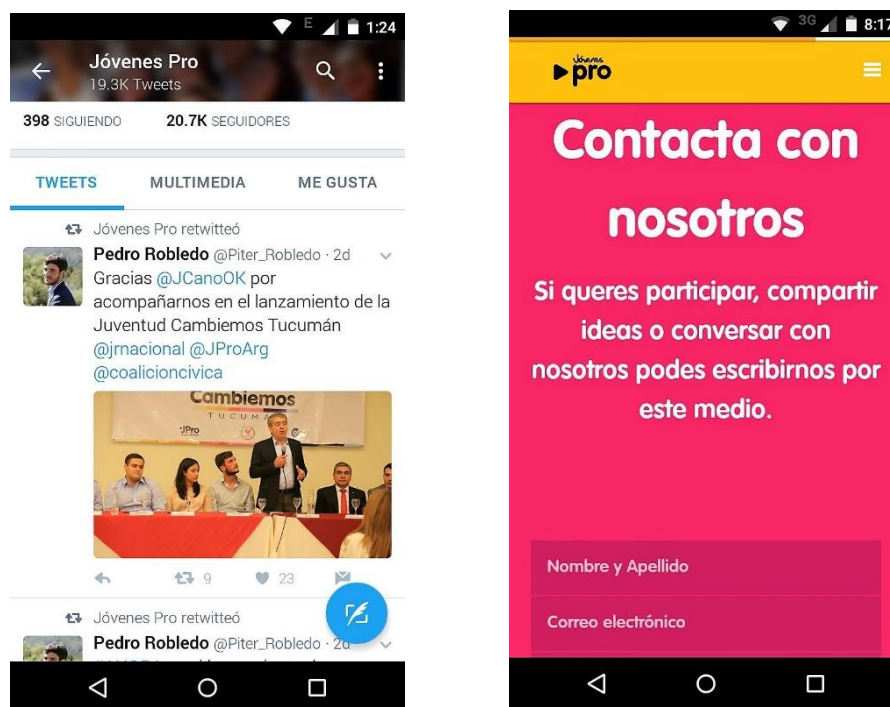 E 1:24
Jóvenes Pro
19.3K Tweets
398 SIGUIENDO 20.7K SEGUIDORES
TWEETS MULTIMEDIA ME GUSTA
Jóvenes Pro retwitteó
Pedro Robledo @Piter_Robledo · 2d
Gracias @JCanoOK por
acompañarnos en el lanzamiento de la
Juventud Cambiemos Tucumán
@jrnacional @JProArg
@coalicioncivica
Cambiemos
TUCUMA
JPro
9 23
Jóvenes Pro retwitteó
Pedro Robledo @Piter_Robledo · 2d
3G 8:17
Jóvenes
pro
Contacta con
nosotros
Si queres participar, compartir
ideas o conversar con
nosotros podes escribirnos por
este medio.
Nombre y Apellido
Correo electrónico